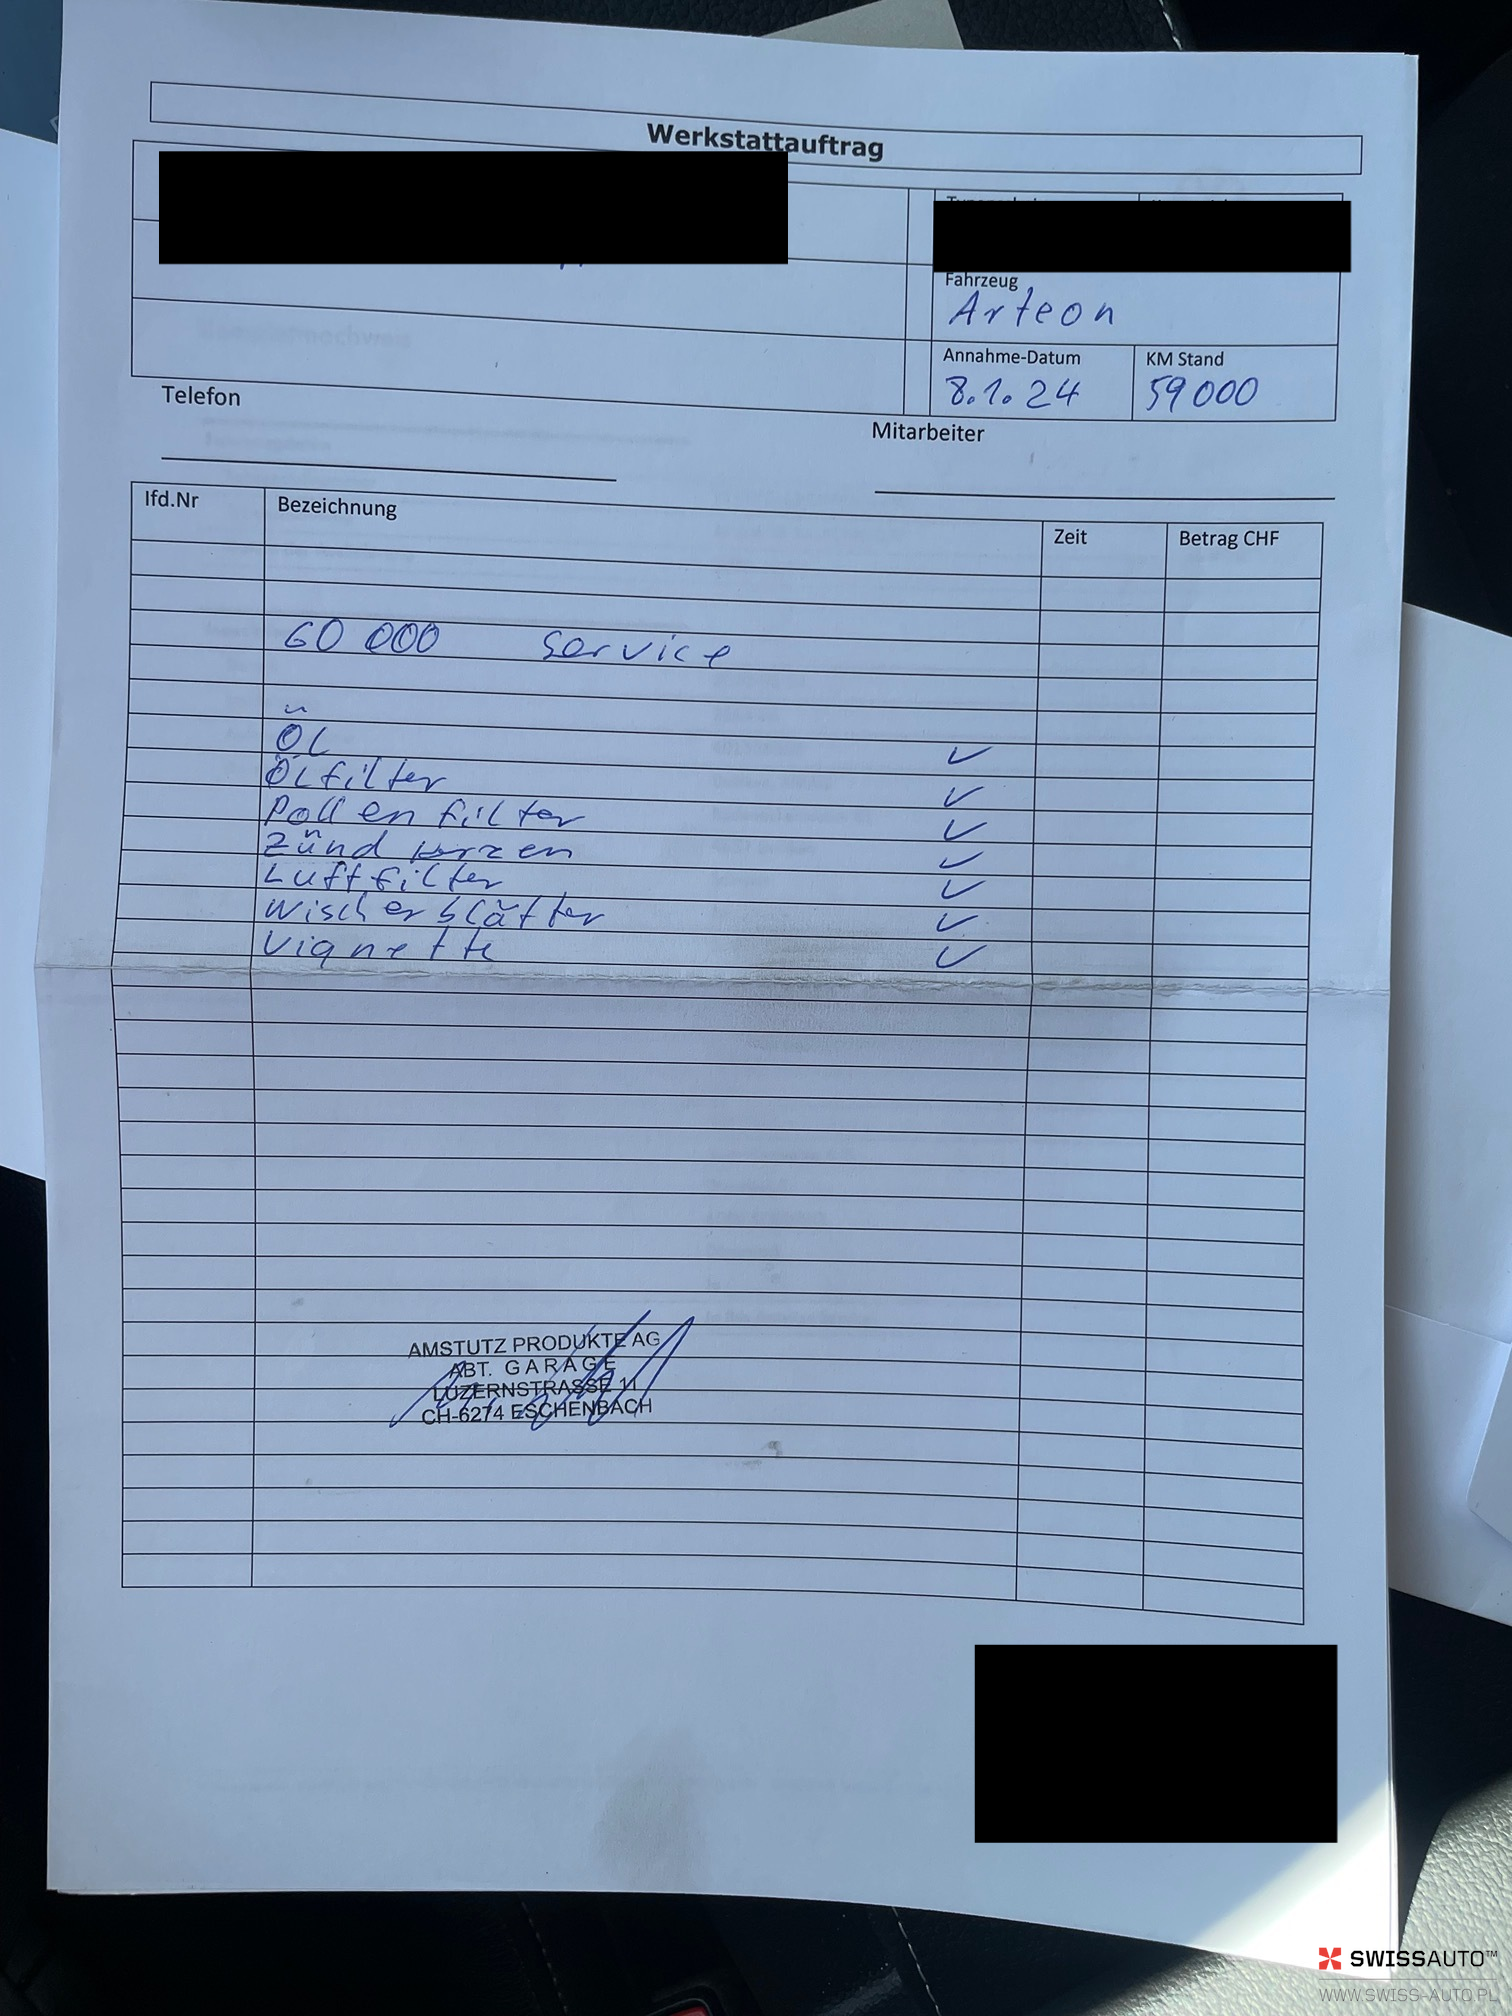 Werkstattauftrag
Fahrzeug
Arteon
Annahme-Datum KM Stand
8.1.24 59000
Telefon
Mitarbeiter
lfd.Nr Bezeichnung Zeit Betrag CHF
60 000 Service
Öl ✓
Ölfilter ✓
Pollenfilter ✓
Zündkerzen ✓
Luftfilter ✓
Wischerblätter ✓
Vignette ✓
AMSTUTZ PRODUKTE AG
ABT. GARAGE
LUZERNSTRASSE 11
CH-6274 ESCHENBACH
SWISSAUTO™
WWW.SWISS-AUTO.PL